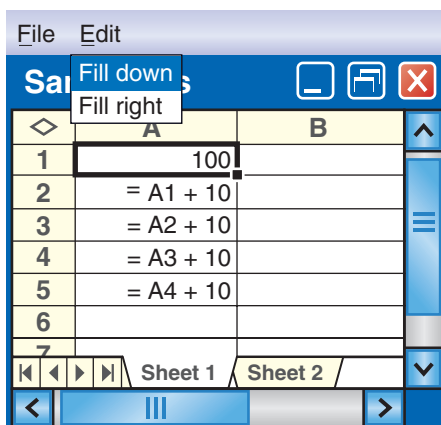 File Edit
Fill down
Fill right
A B
1 100
2 = A1 + 10
3 = A2 + 10
4 = A3 + 10
5 = A4 + 10
6
7
Sheet 1 Sheet 2